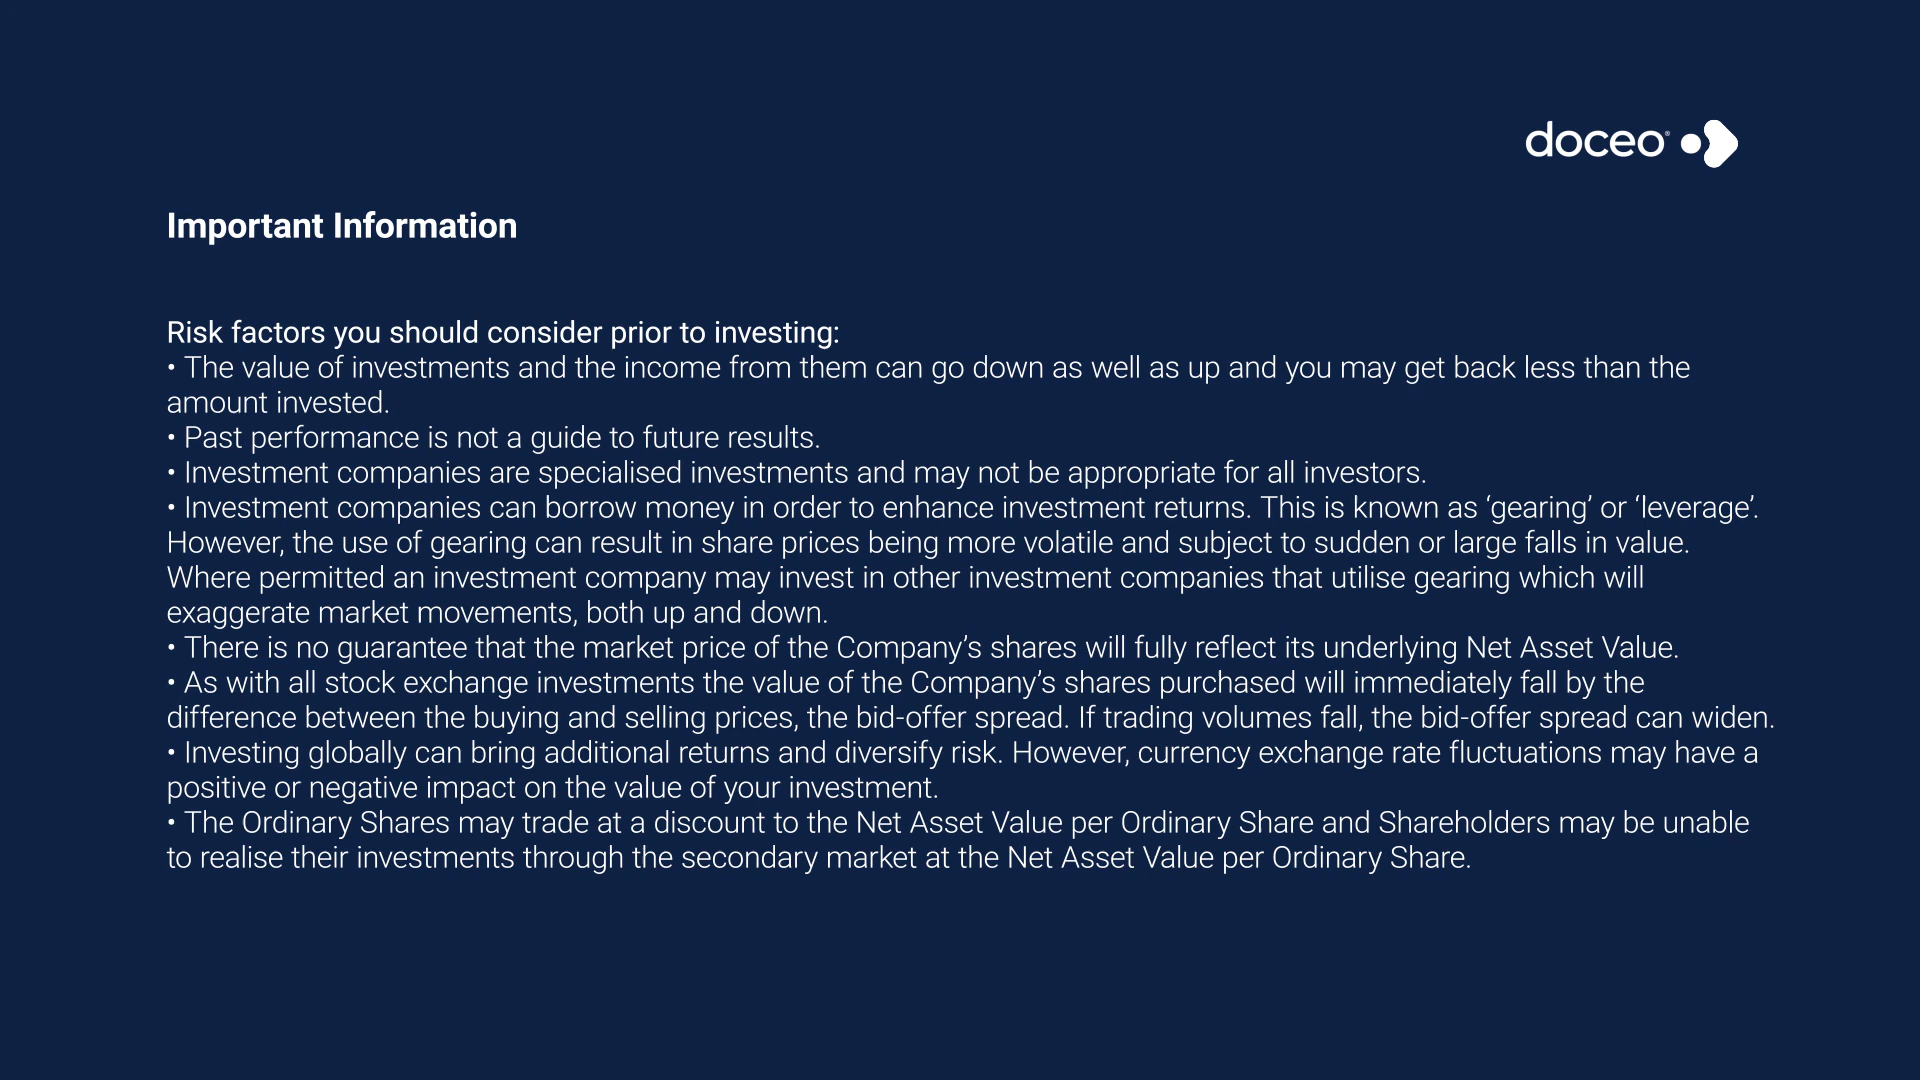 doceo®
Important Information
Risk factors you should consider prior to investing:
• The value of investments and the income from them can go down as well as up and you may get back less than the
amount invested.
• Past performance is not a guide to future results.
• Investment companies are specialised investments and may not be appropriate for all investors.
• Investment companies can borrow money in order to enhance investment returns. This is known as ‘gearing’ or ‘leverage’.
However, the use of gearing can result in share prices being more volatile and subject to sudden or large falls in value.
Where permitted an investment company may invest in other investment companies that utilise gearing which will
exaggerate market movements, both up and down.
• There is no guarantee that the market price of the Company’s shares will fully reflect its underlying Net Asset Value.
• As with all stock exchange investments the value of the Company’s shares purchased will immediately fall by the
difference between the buying and selling prices, the bid-offer spread. If trading volumes fall, the bid-offer spread can widen.
• Investing globally can bring additional returns and diversify risk. However, currency exchange rate fluctuations may have a
positive or negative impact on the value of your investment.
• The Ordinary Shares may trade at a discount to the Net Asset Value per Ordinary Share and Shareholders may be unable
to realise their investments through the secondary market at the Net Asset Value per Ordinary Share.